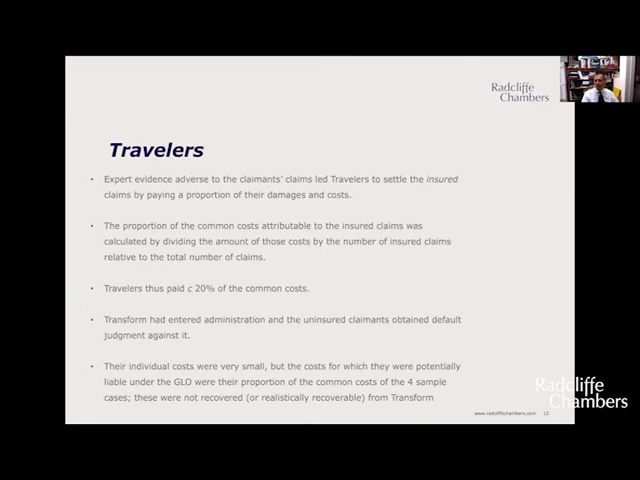 Radcliffe
Chambers
Travelers
• Expert evidence adverse to the claimants' claims led Travelers to settle the insured
claims by paying a proportion of their damages and costs.
• The proportion of the common costs attributable to the insured claims was
calculated by dividing the amount of those costs by the number of insured claims
relative to the total number of claims.
• Travelers thus paid c 20% of the common costs.
• Transform had entered administration and the uninsured claimants obtained default
judgment against it.
• Their individual costs were very small, but the costs for which they were potentially
liable under the GLO were their proportion of the common costs of the 4 sample
cases; these were not recovered (or realistically recoverable) from Transform
Radcliffe
Chambers
www.radcliffechambers.com 12